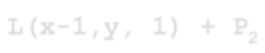 L(x-1,y, 1) + P₂